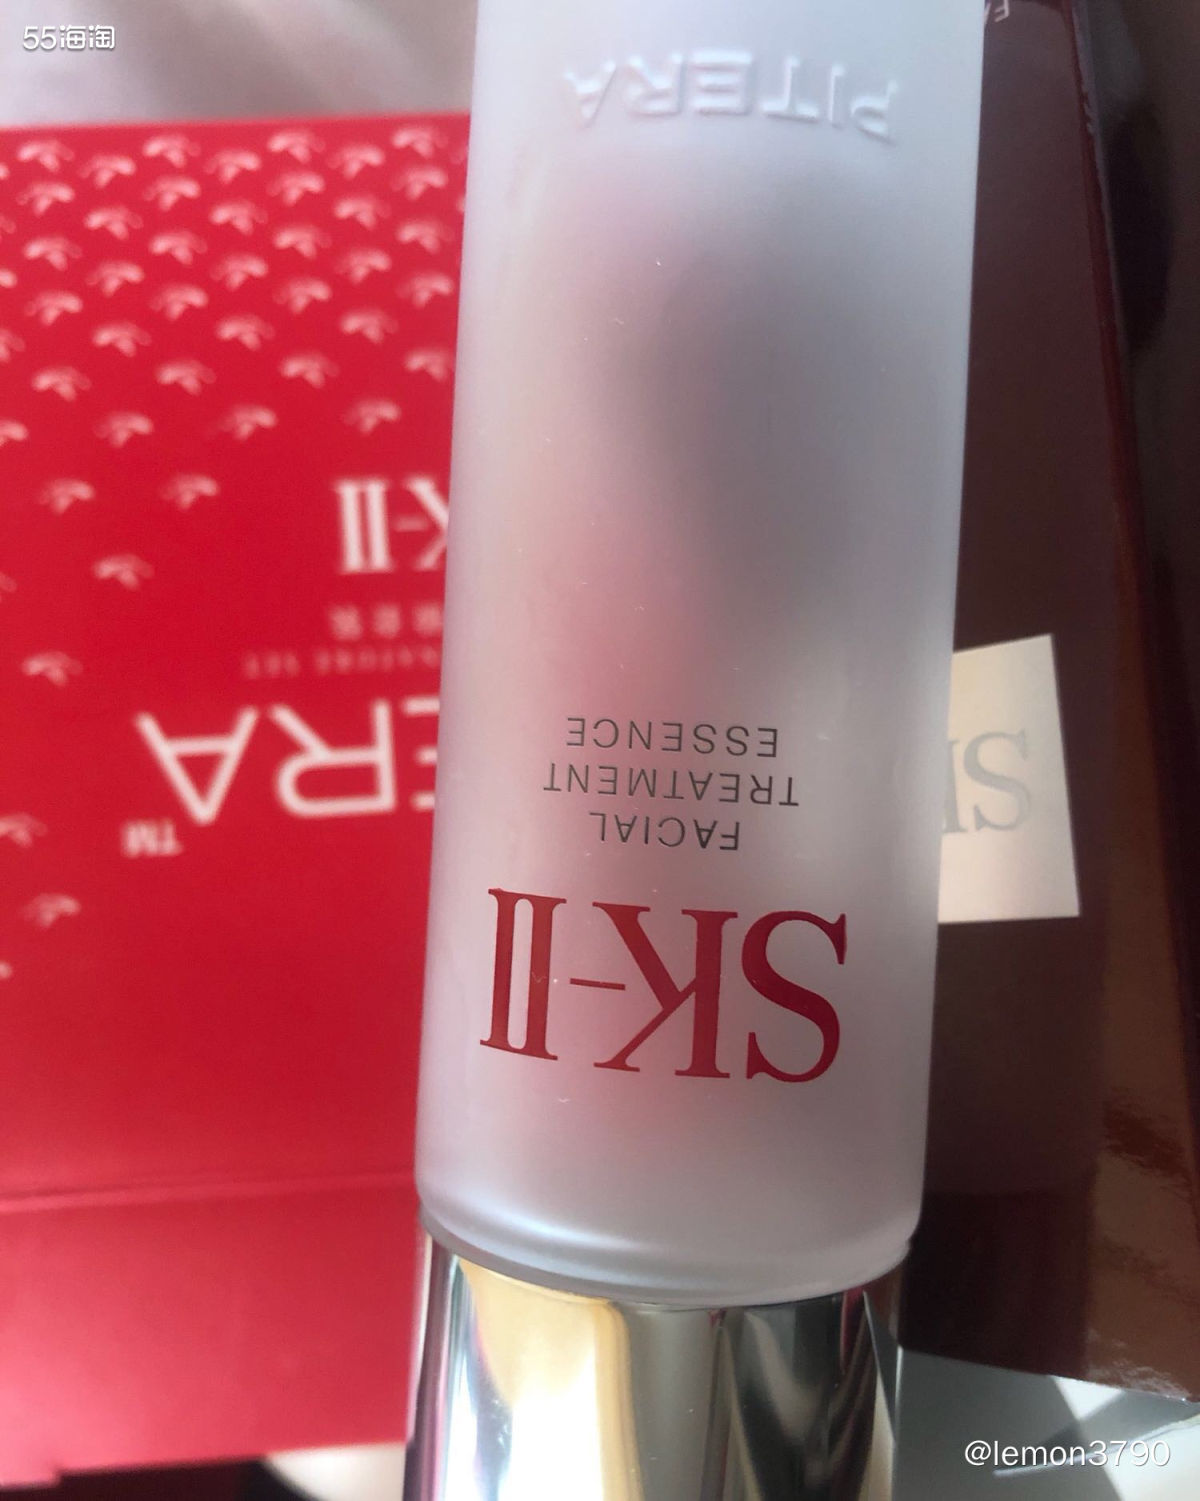 55海淘
PITERA
SK-II
FACIAL
TREATMENT
ESSENCE
SK-II
ERA
TM
SK
@lemon3790